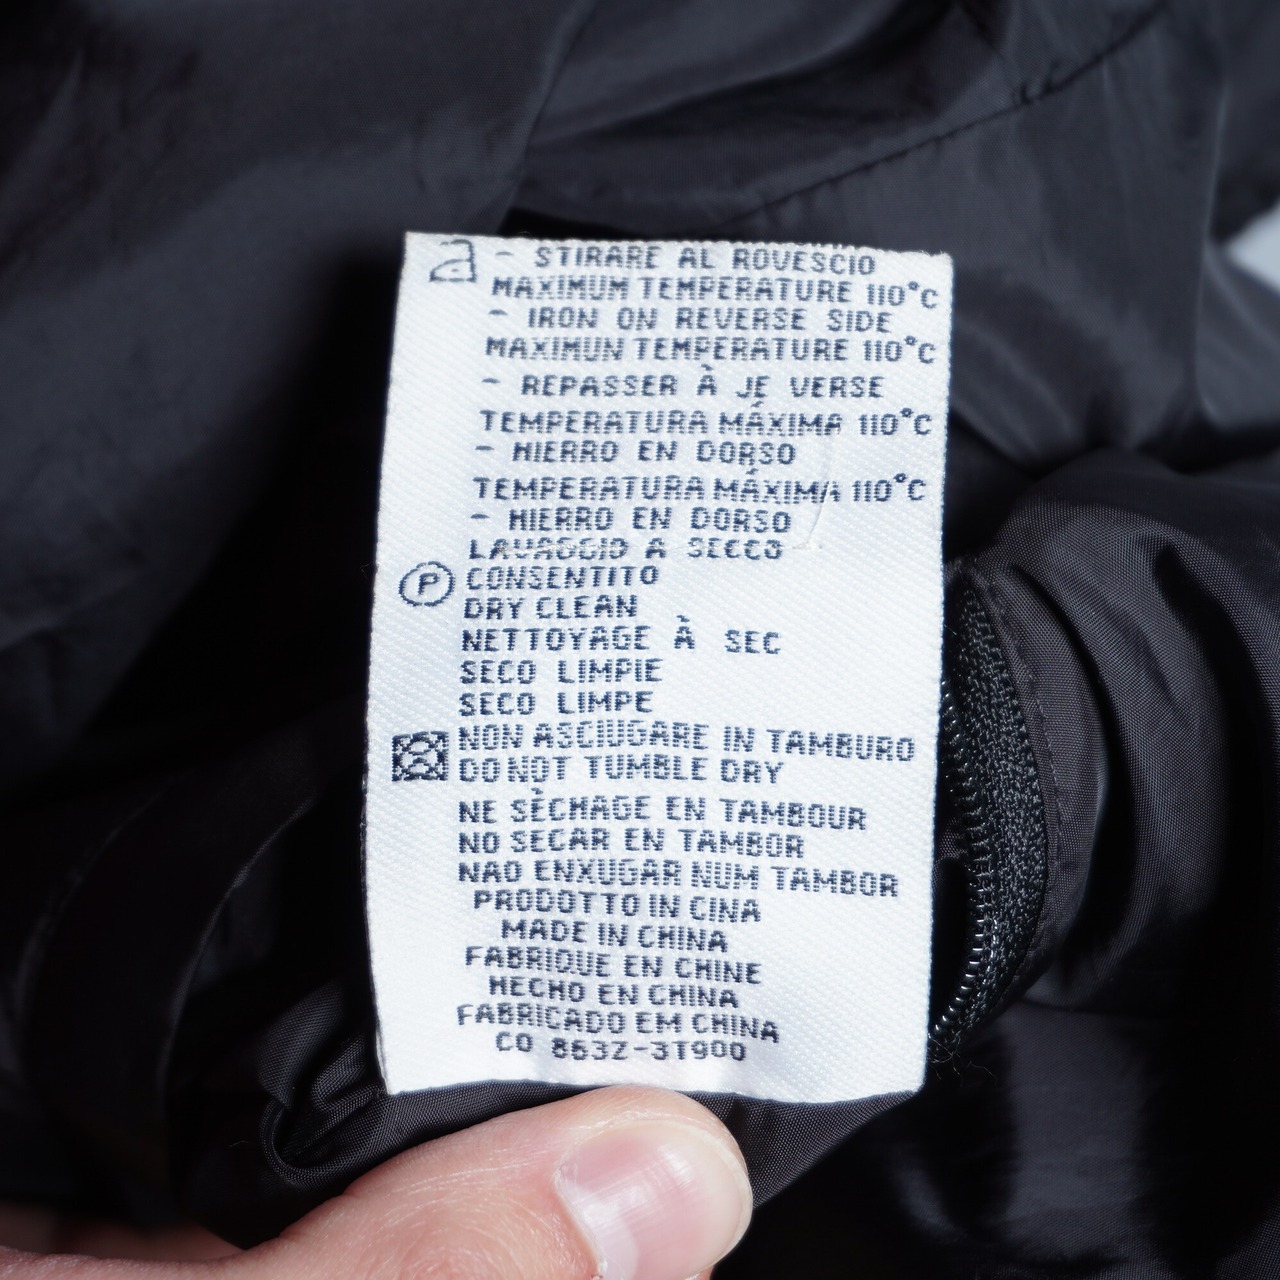 - STIRARE AL ROVESCIO
MAXIMUM TEMPERATURE 110°C
- IRON ON REVERSE SIDE
MAXIMUN TEMPERATURE 110°C
- REPASSER À JE VERSE
TEMPERATURA MÁXIMA 110°C
- HIERRO EN DORSO
TEMPERATURA MÁXIMA 110°C
- HIERRO EN DORSO
LAVAGGIO A SECCO
P CONSENTITO
DRY CLEAN
NETTOYAGE À SEC
SECO LIMPIE
SECO LIMPE
NON ASCIUGARE IN TAMBURO
DO NOT TUMBLE DRY
NE SÈCHAGE EN TAMBOUR
NO SECAR EN TAMBOR
NAO ENXUGAR NUM TAMBOR
PRODOTTO IN CINA
MADE IN CHINA
FABRIQUE EN CHINE
HECHO EN CHINA
FABRICADO EM CHINA
CO 8632-3T900